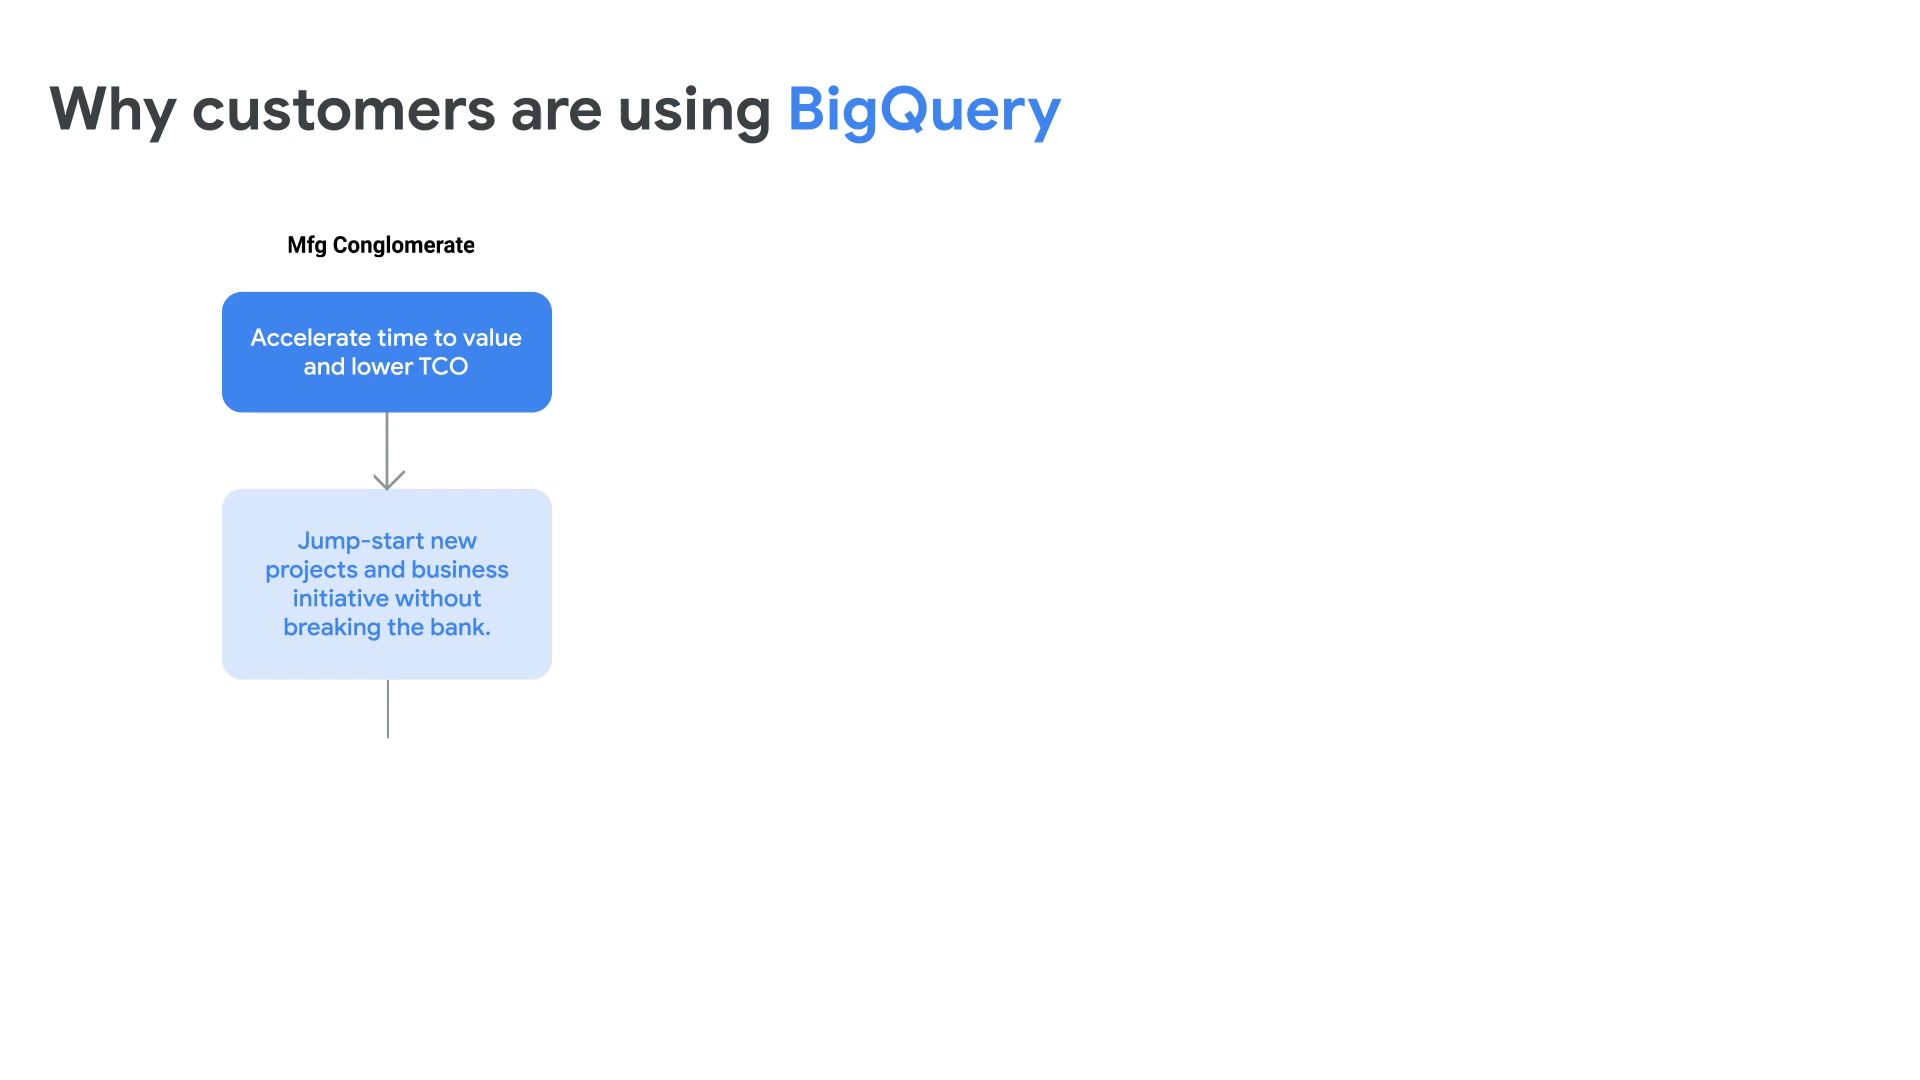 Why customers are using BigQuery
Mfg Conglomerate
Accelerate time to value
and lower TCO
Jump-start new
projects and business
initiative without
breaking the bank.